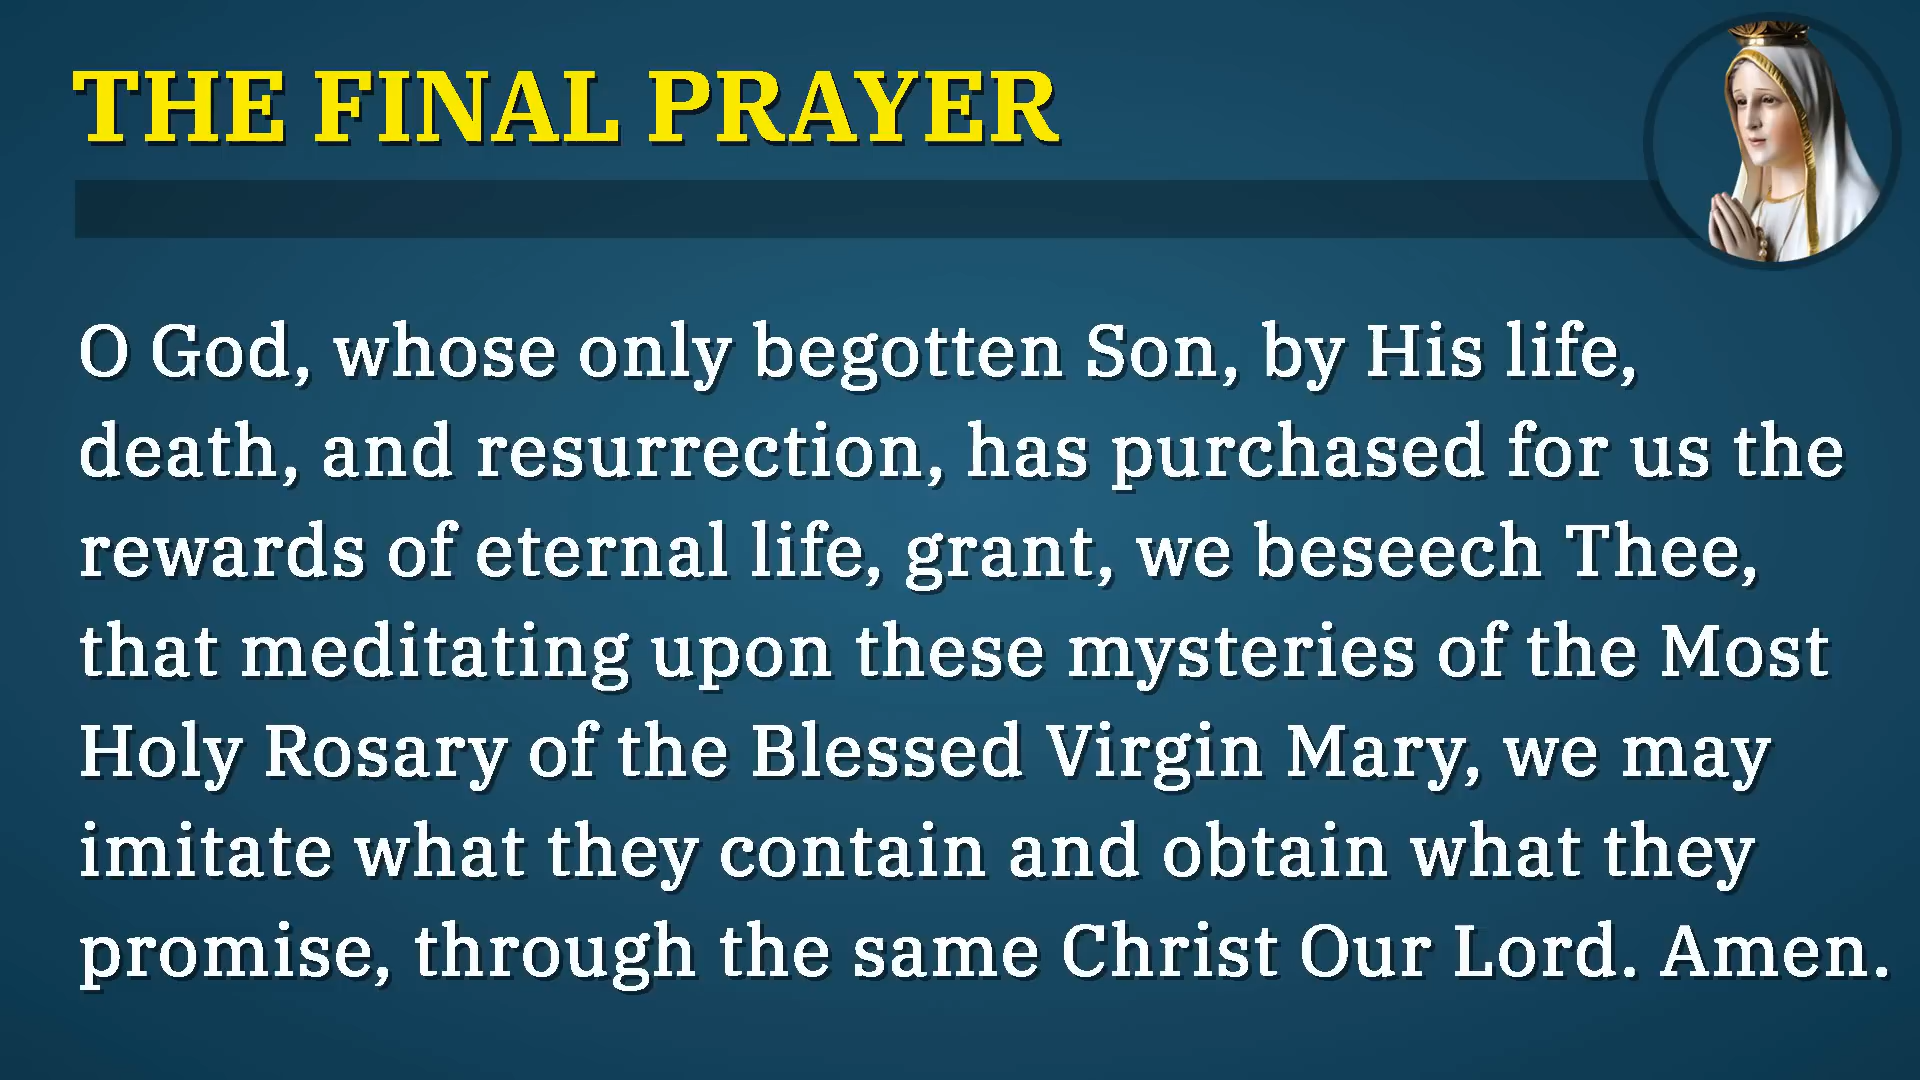 THE FINAL PRAYER
O God, whose only begotten Son, by His life,
death, and resurrection, has purchased for us the
rewards of eternal life, grant, we beseech Thee,
that meditating upon these mysteries of the Most
Holy Rosary of the Blessed Virgin Mary, we may
imitate what they contain and obtain what they
promise, through the same Christ Our Lord. Amen.